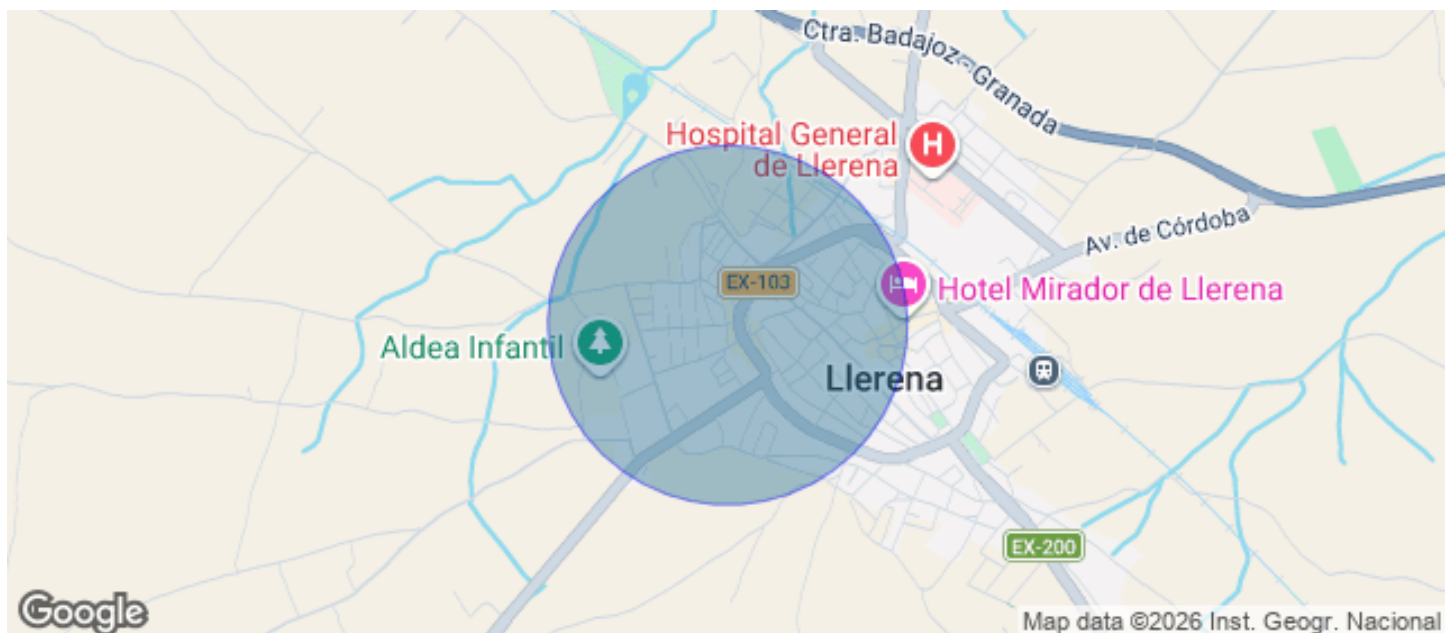 Ctra. Badajoz - Granada
Hospital General
de Llerena
H
Av. de Córdoba
EX-103
Hotel Mirador de Llerena
Aldea Infantil
Llerena
EX-200
Google
Map data ©2026 Inst. Geogr. Nacional